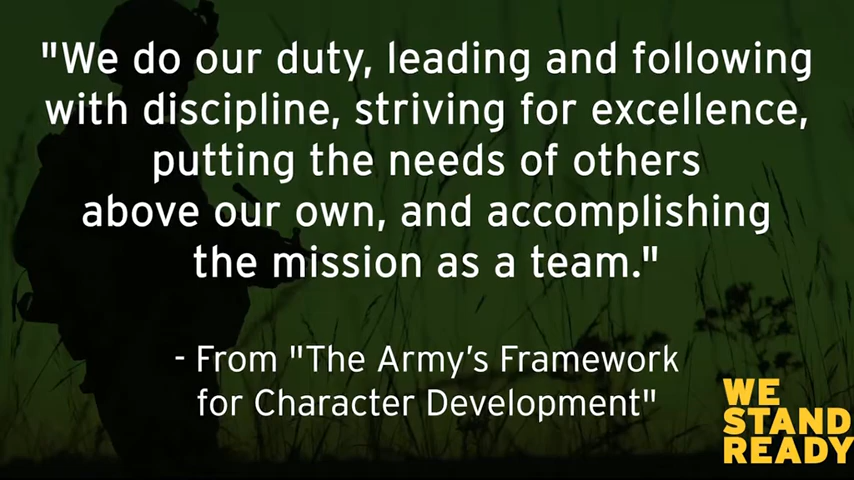 "We do our duty, leading and following
with discipline, striving for excellence,
putting the needs of others
above our own, and accomplishing
the mission as a team."
- From "The Army’s Framework
for Character Development"
WE
STAND
READY